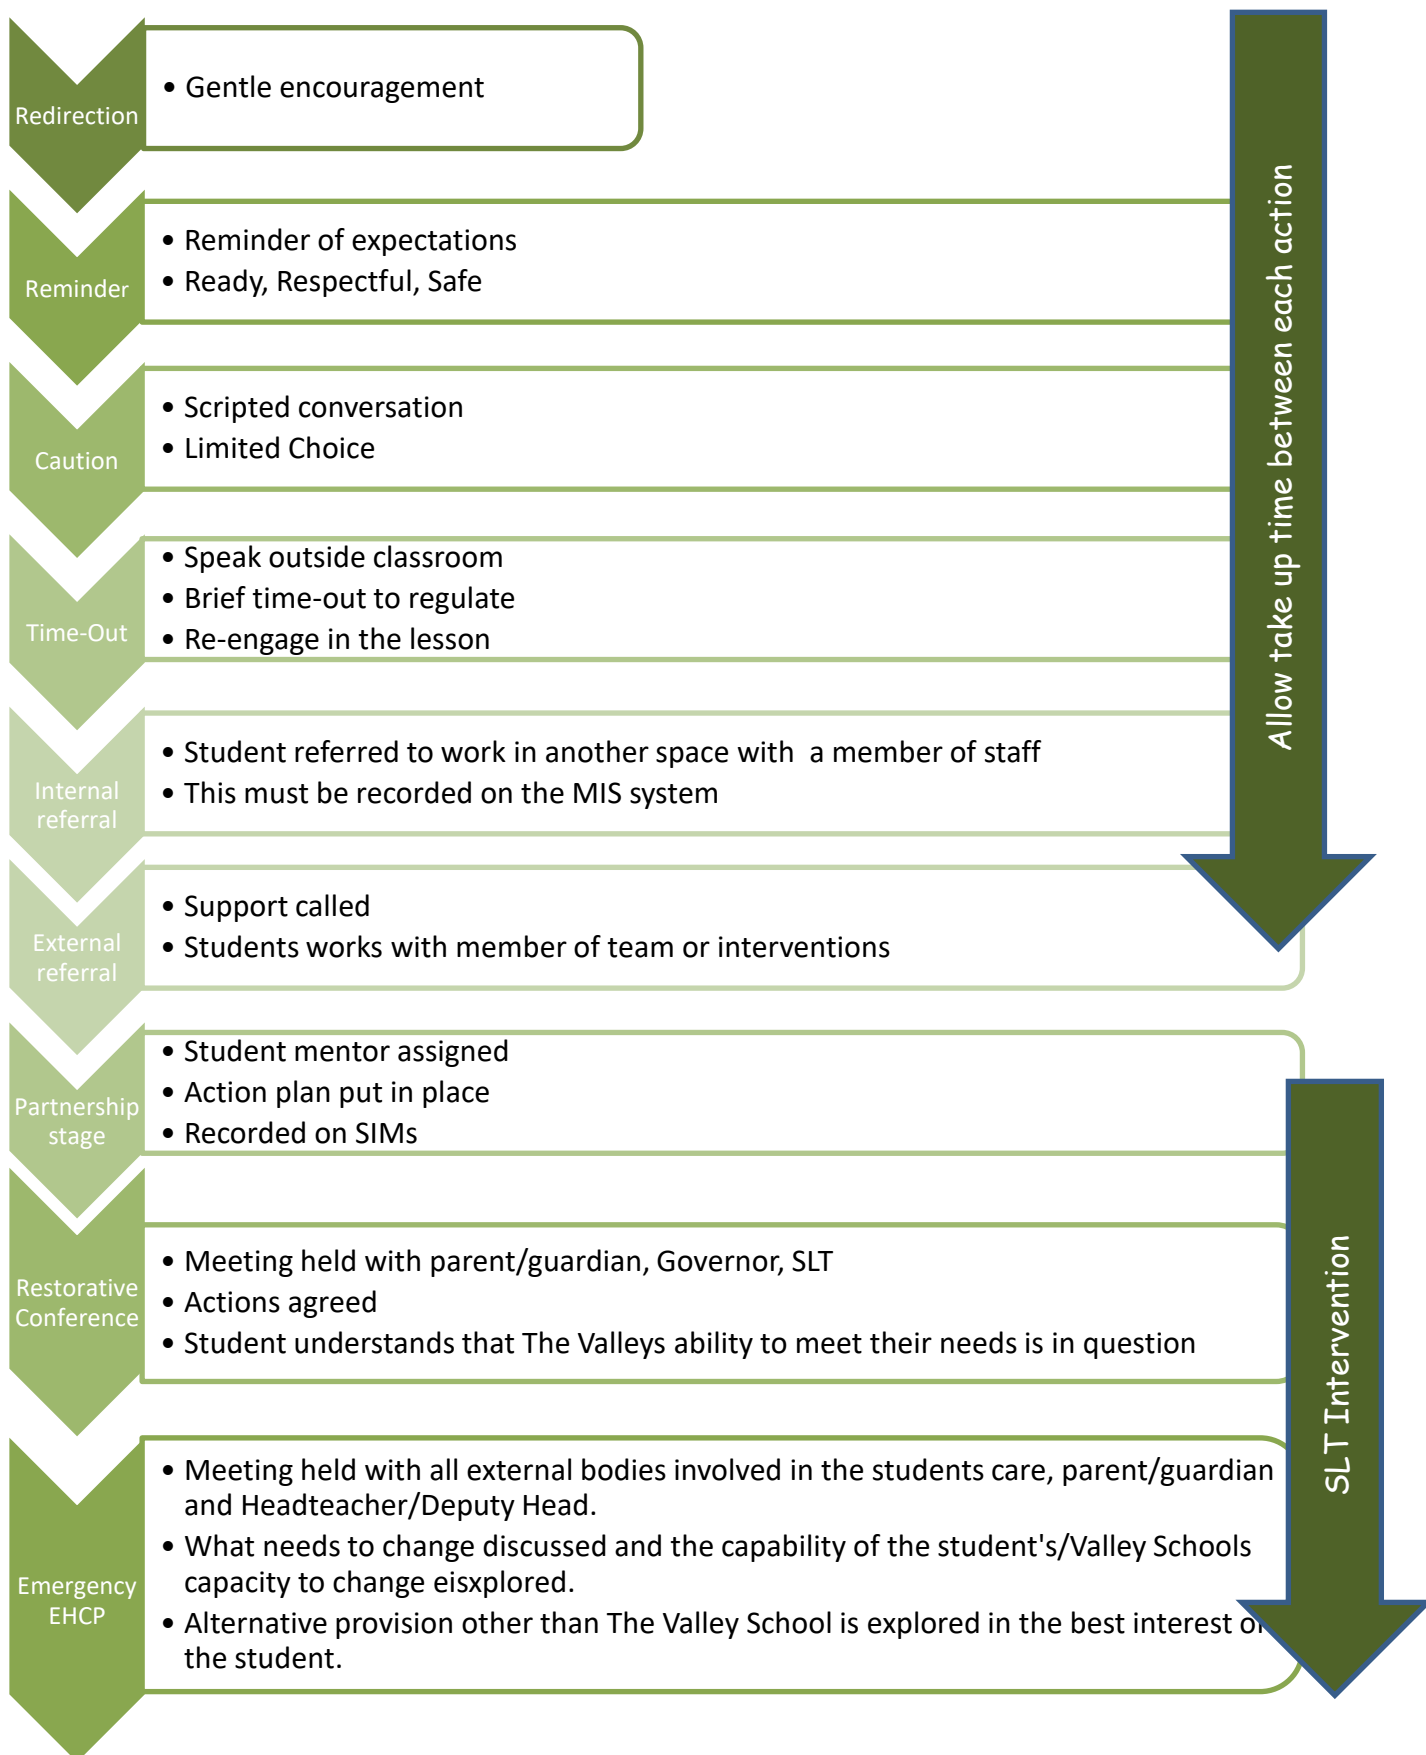 Redirection
• Gentle encouragement
Reminder
• Reminder of expectations
• Ready, Respectful, Safe
Caution
• Scripted conversation
• Limited Choice
Time-Out
• Speak outside classroom
• Brief time-out to regulate
• Re-engage in the lesson
Internal
referral
• Student referred to work in another space with  a member of staff
• This must be recorded on the MIS system
External
referral
• Support called
• Students works with member of team or interventions
Allow take up time between each action
Partnership
stage
• Student mentor assigned
• Action plan put in place
• Recorded on SIMs
Restorative
Conference
• Meeting held with parent/guardian, Governor, SLT
• Actions agreed
• Student understands that The Valleys ability to meet their needs is in question
Emergency
EHCP
• Meeting held with all external bodies involved in the students care, parent/guardian
and Headteacher/Deputy Head.
• What needs to change discussed and the capability of the student's/Valley Schools
capacity to change eisxplored.
• Alternative provision other than The Valley School is explored in the best interest of
the student.
SLT Intervention